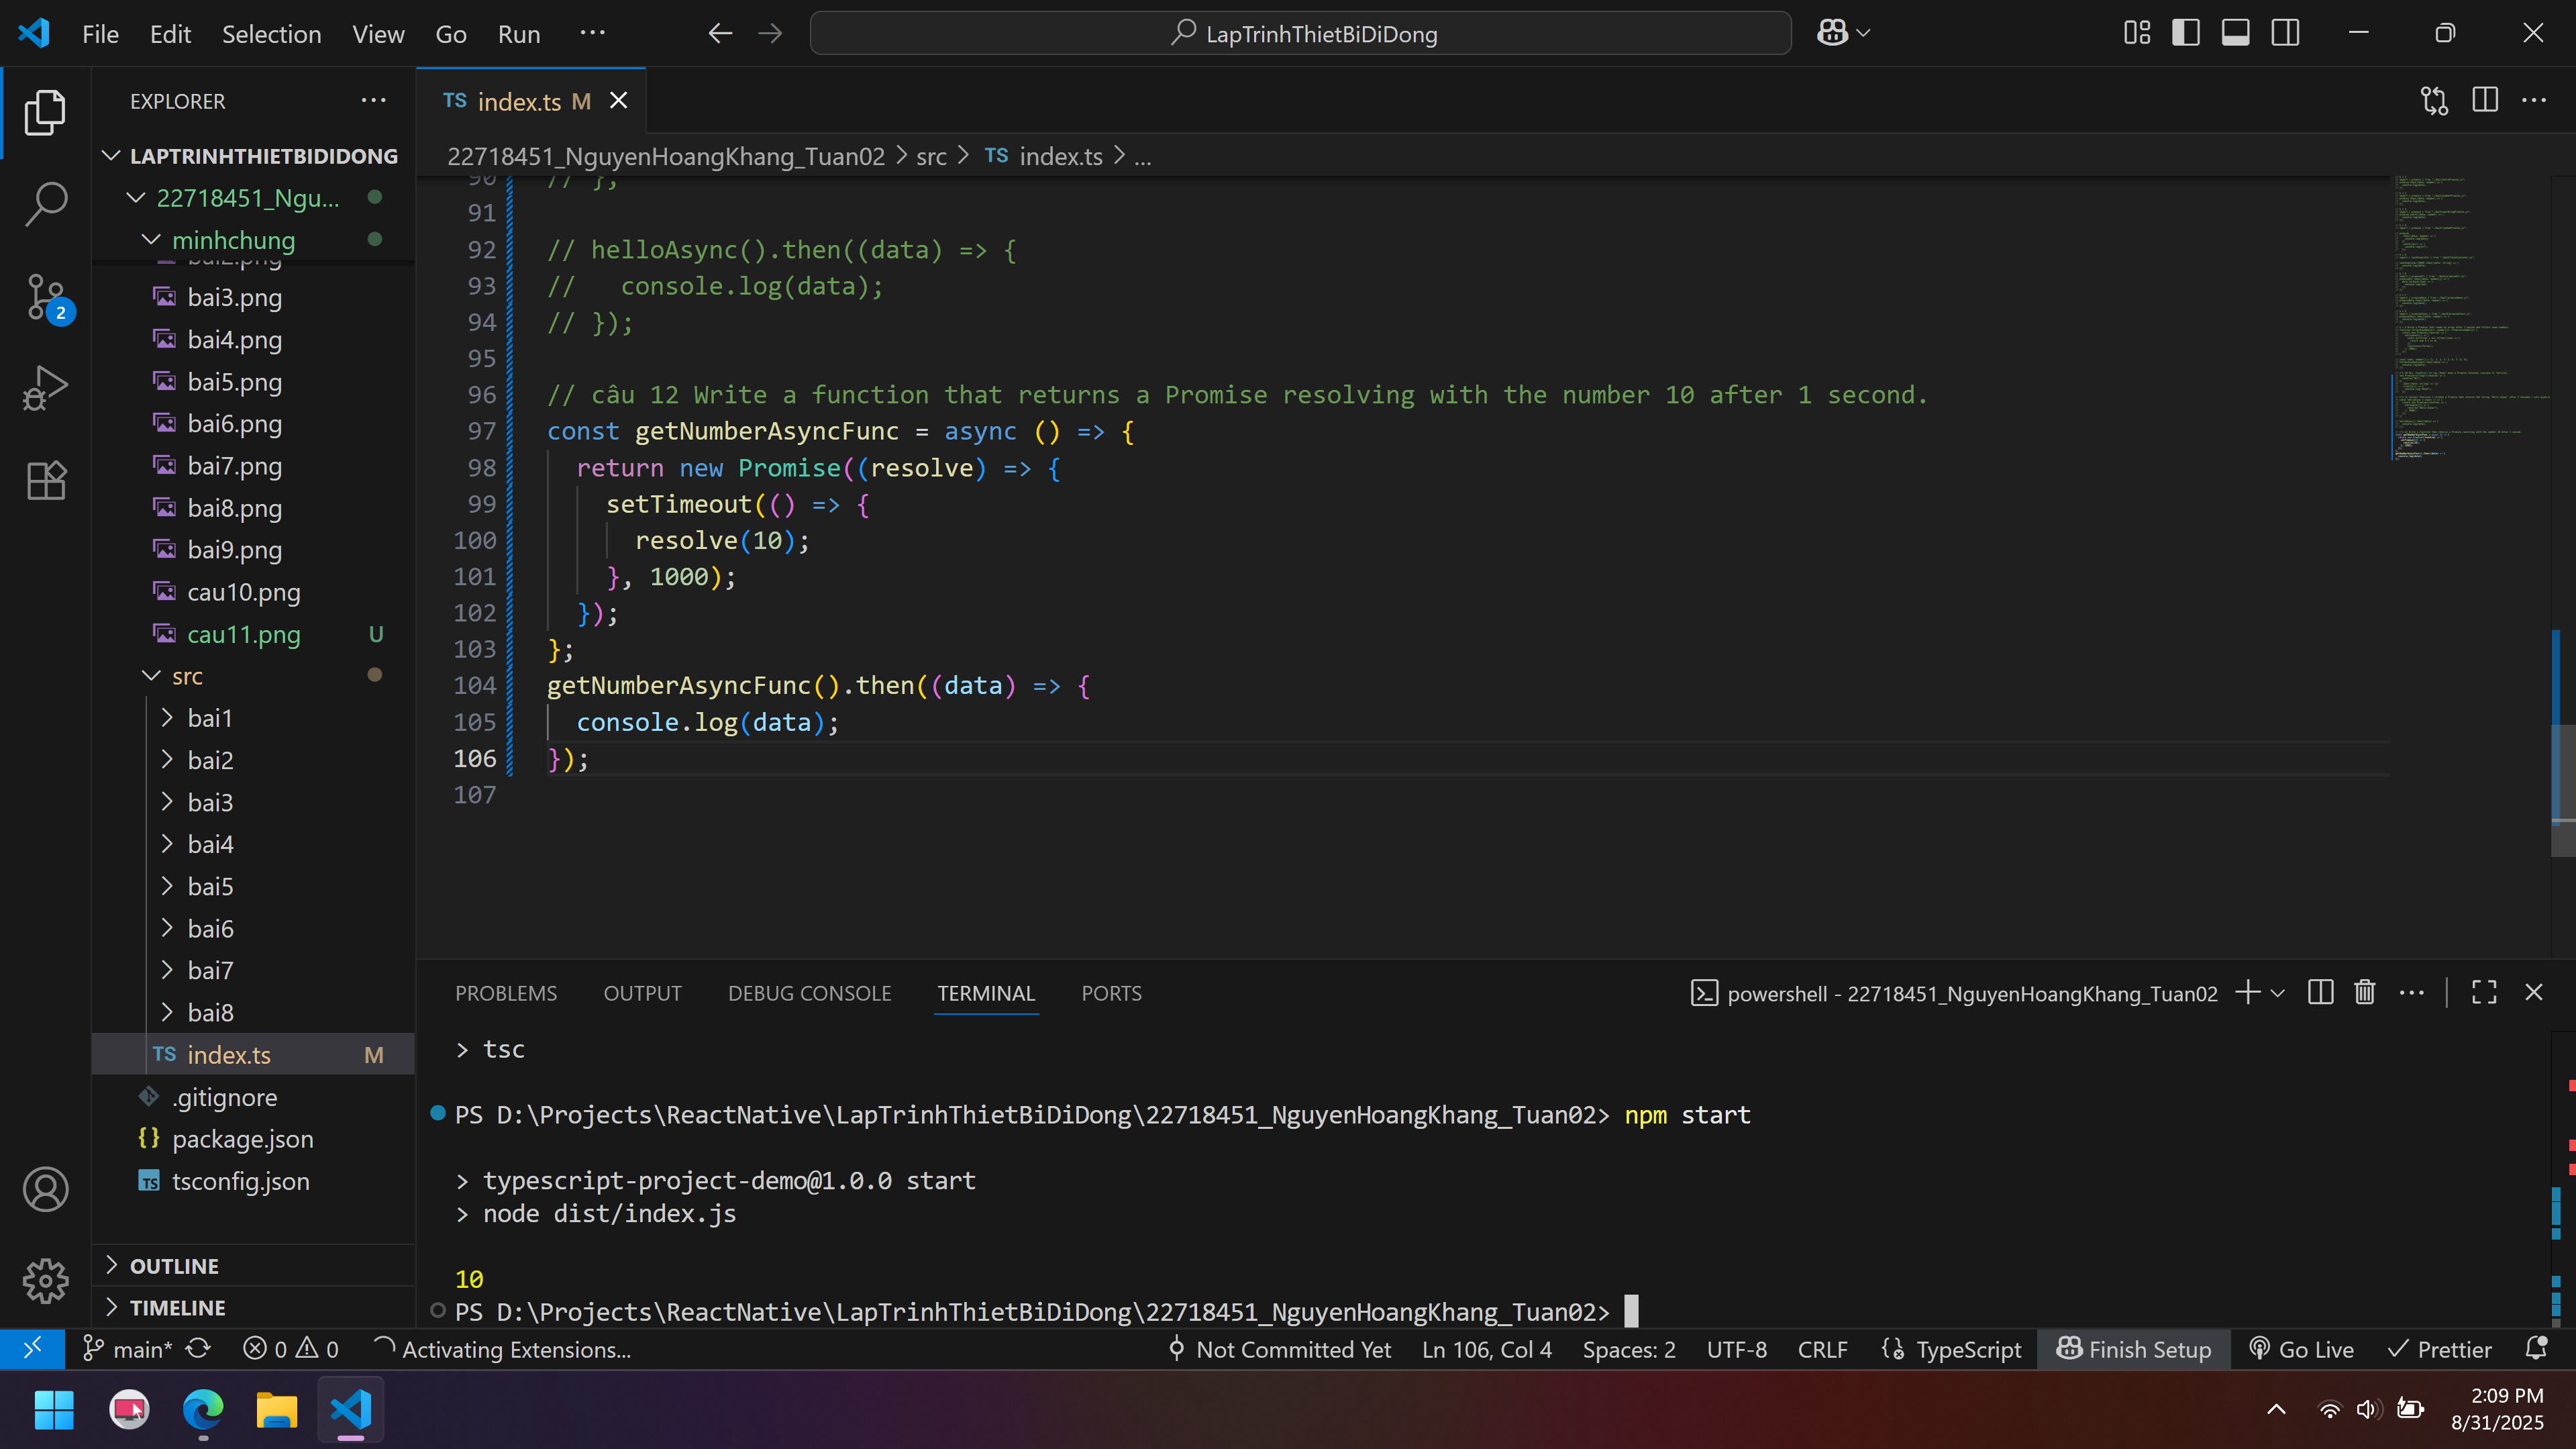 File Edit Selection View Go Run ... LapTrinhThietBiDiDong
EXPLORER
LAPTRINHTHIETBIDIDONG
22718451_Ngu...
minhchung
bai2.png
bai3.png
bai4.png
bai5.png
bai6.png
bai7.png
bai8.png
bai9.png
cau10.png
cau11.png U
src
bai1
bai2
bai3
bai4
bai5
bai6
bai7
bai8
TS index.ts M
.gitignore
{} package.json
TS tsconfig.json
OUTLINE
TIMELINE
2
TS index.ts M
22718451_NguyenHoangKhang_Tuan02 > src > TS index.ts > ...
90 // };
91
92 // helloAsync().then((data) => {
93 //   console.log(data);
94 // });
95
96 // câu 12 Write a function that returns a Promise resolving with the number 10 after 1 second.
97 const getNumberAsyncFunc = async () => {
98   return new Promise((resolve) => {
99     setTimeout(() => {
100       resolve(10);
101     }, 1000);
102   });
103 };
104 getNumberAsyncFunc().then((data) => {
105   console.log(data);
106 });
107
PROBLEMS OUTPUT DEBUG CONSOLE TERMINAL PORTS powershell - 22718451_NguyenHoangKhang_Tuan02
> tsc
PS D:\Projects\ReactNative\LapTrinhThietBiDiDong\22718451_NguyenHoangKhang_Tuan02> npm start
> typescript-project-demo@1.0.0 start
> node dist/index.js
10
PS D:\Projects\ReactNative\LapTrinhThietBiDiDong\22718451_NguyenHoangKhang_Tuan02>
main* 0 0 Activating Extensions... Not Committed Yet Ln 106, Col 4 Spaces: 2 UTF-8 CRLF TypeScript Finish Setup Go Live Prettier
2:09 PM
8/31/2025